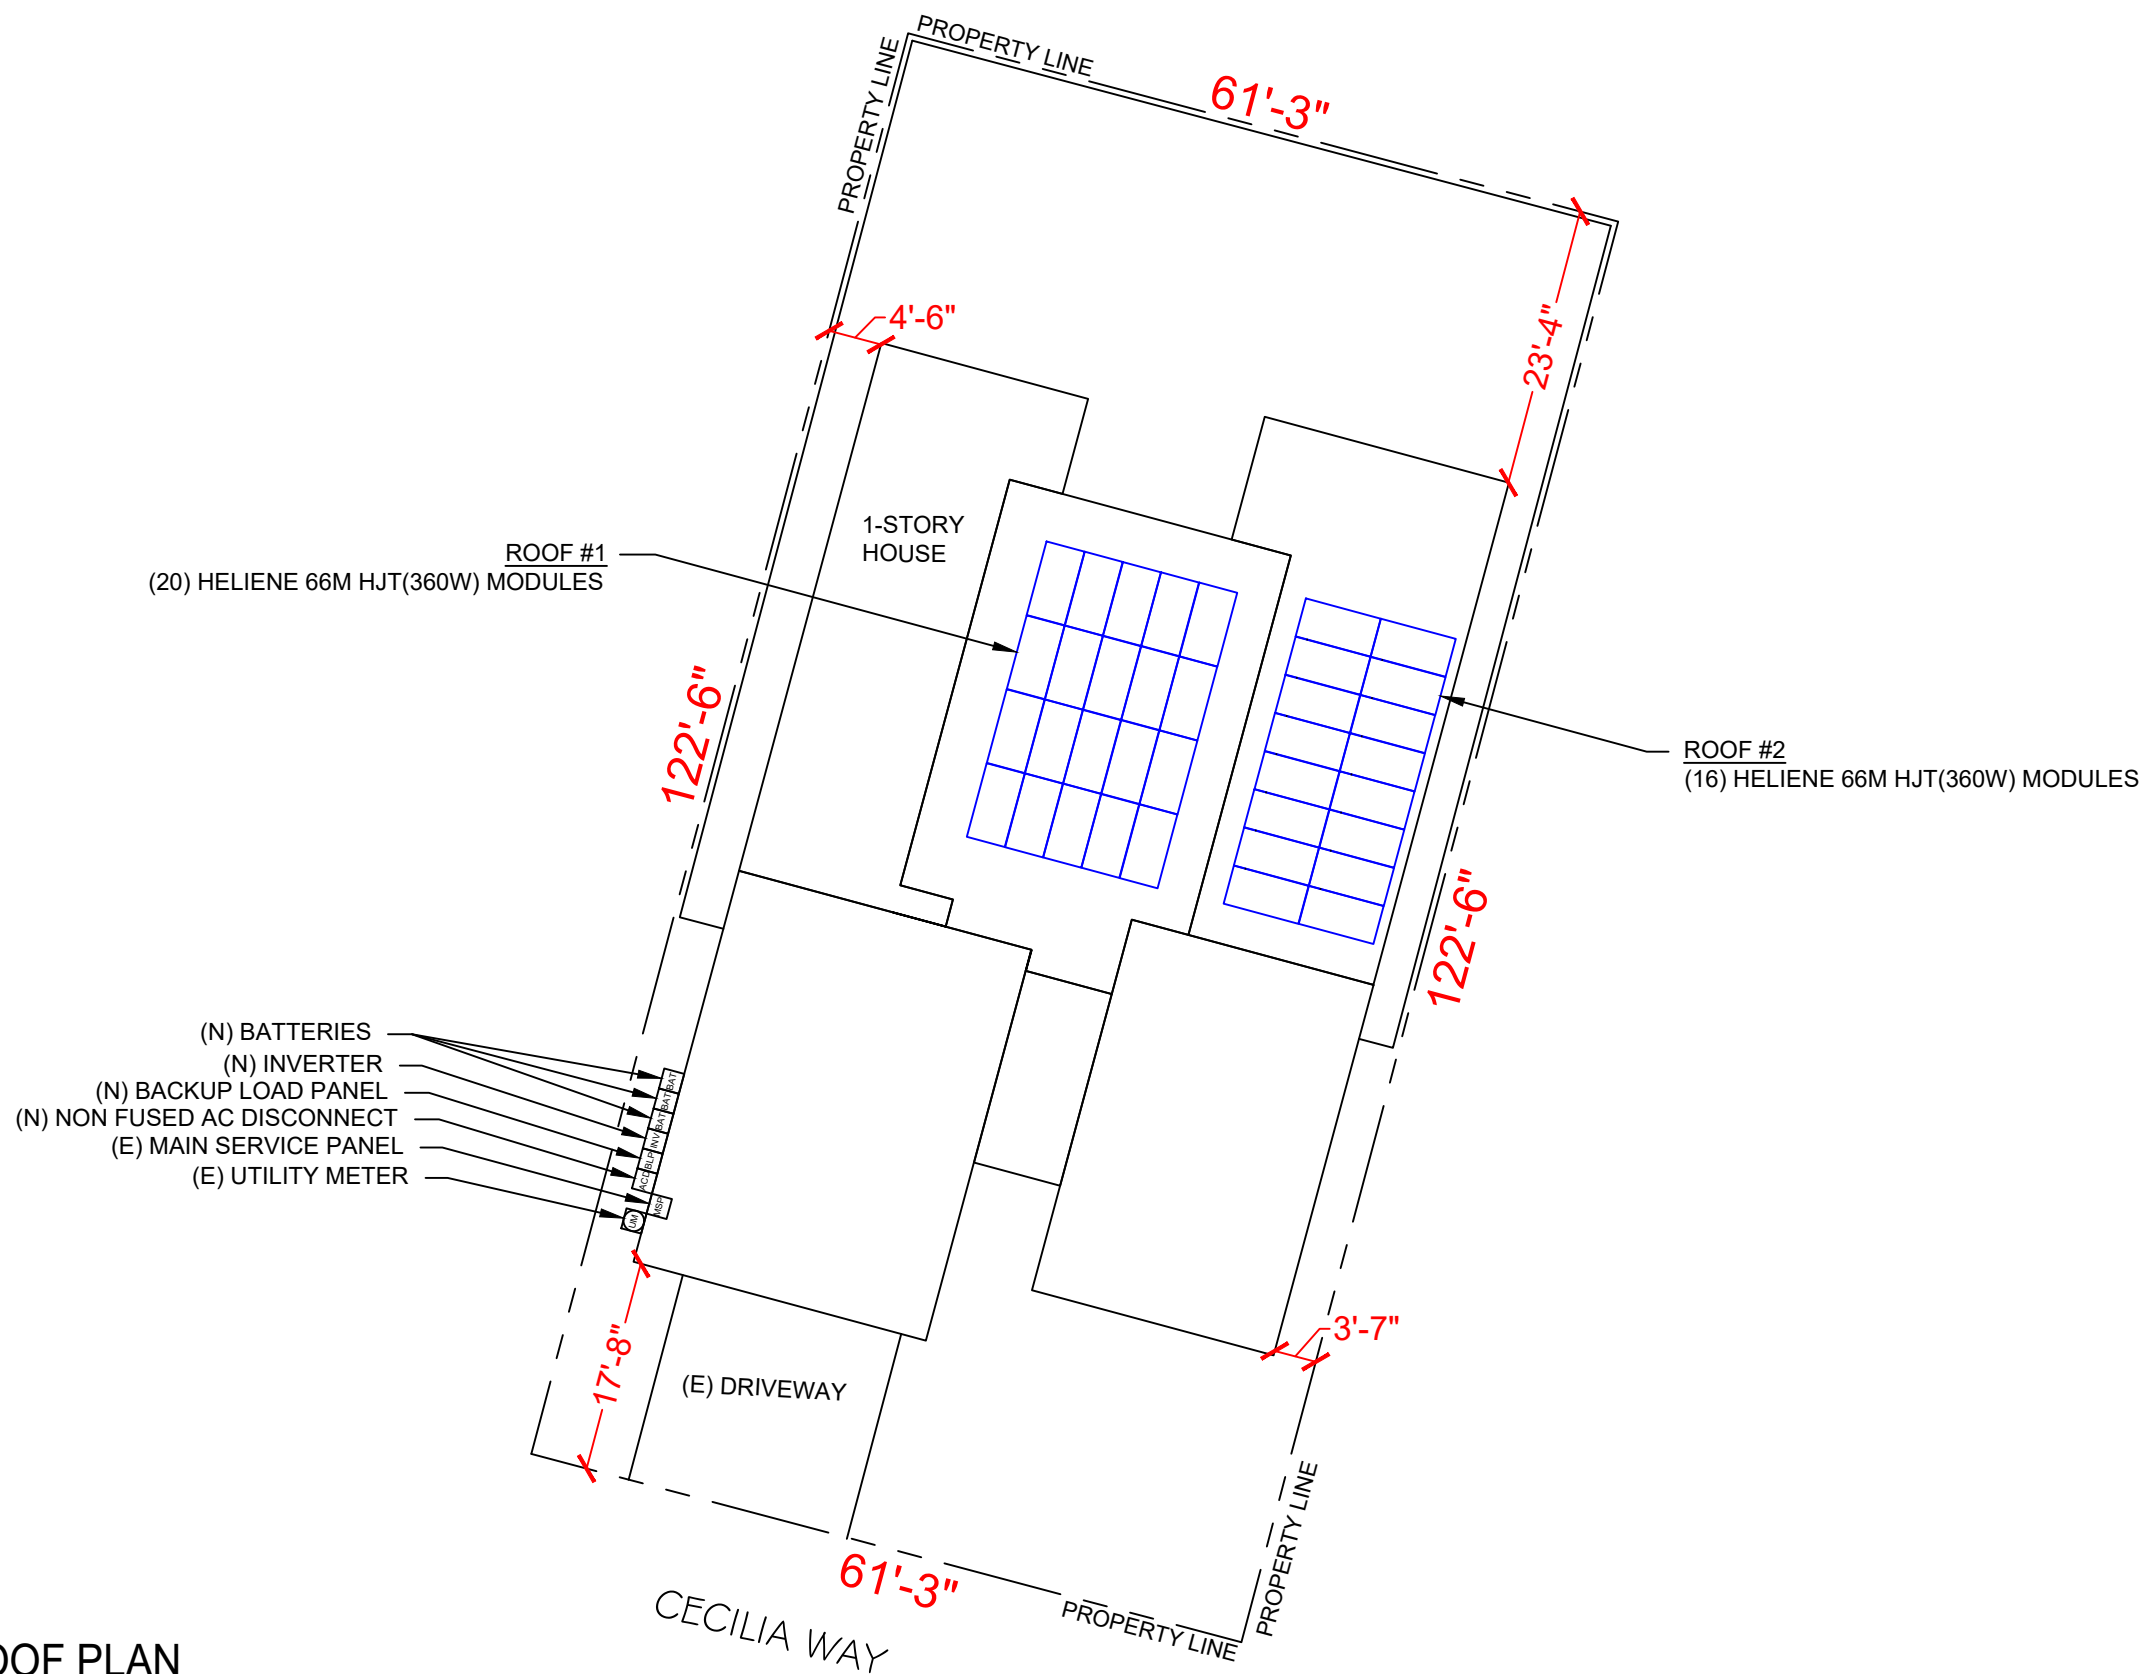 PROPERTY LINE
PROPERTY LINE
61'-3"
4'-6"
23'-4"
1-STORY
HOUSE
ROOF #1
(20) HELIENE 66M HJT(360W) MODULES
122'-6"
ROOF #2
(16) HELIENE 66M HJT(360W) MODULES
122'-6"
(N) BATTERIES
(N) INVERTER
(N) BACKUP LOAD PANEL
(N) NON FUSED AC DISCONNECT
(E) MAIN SERVICE PANEL
(E) UTILITY METER
BAT
BAT
BAT
INV
BLP
ACD
MSP
UM
17'-8"
3'-7"
(E) DRIVEWAY
PROPERTY LINE
61'-3"
PROPERTY LINE
CECILIA WAY
OOF PLAN